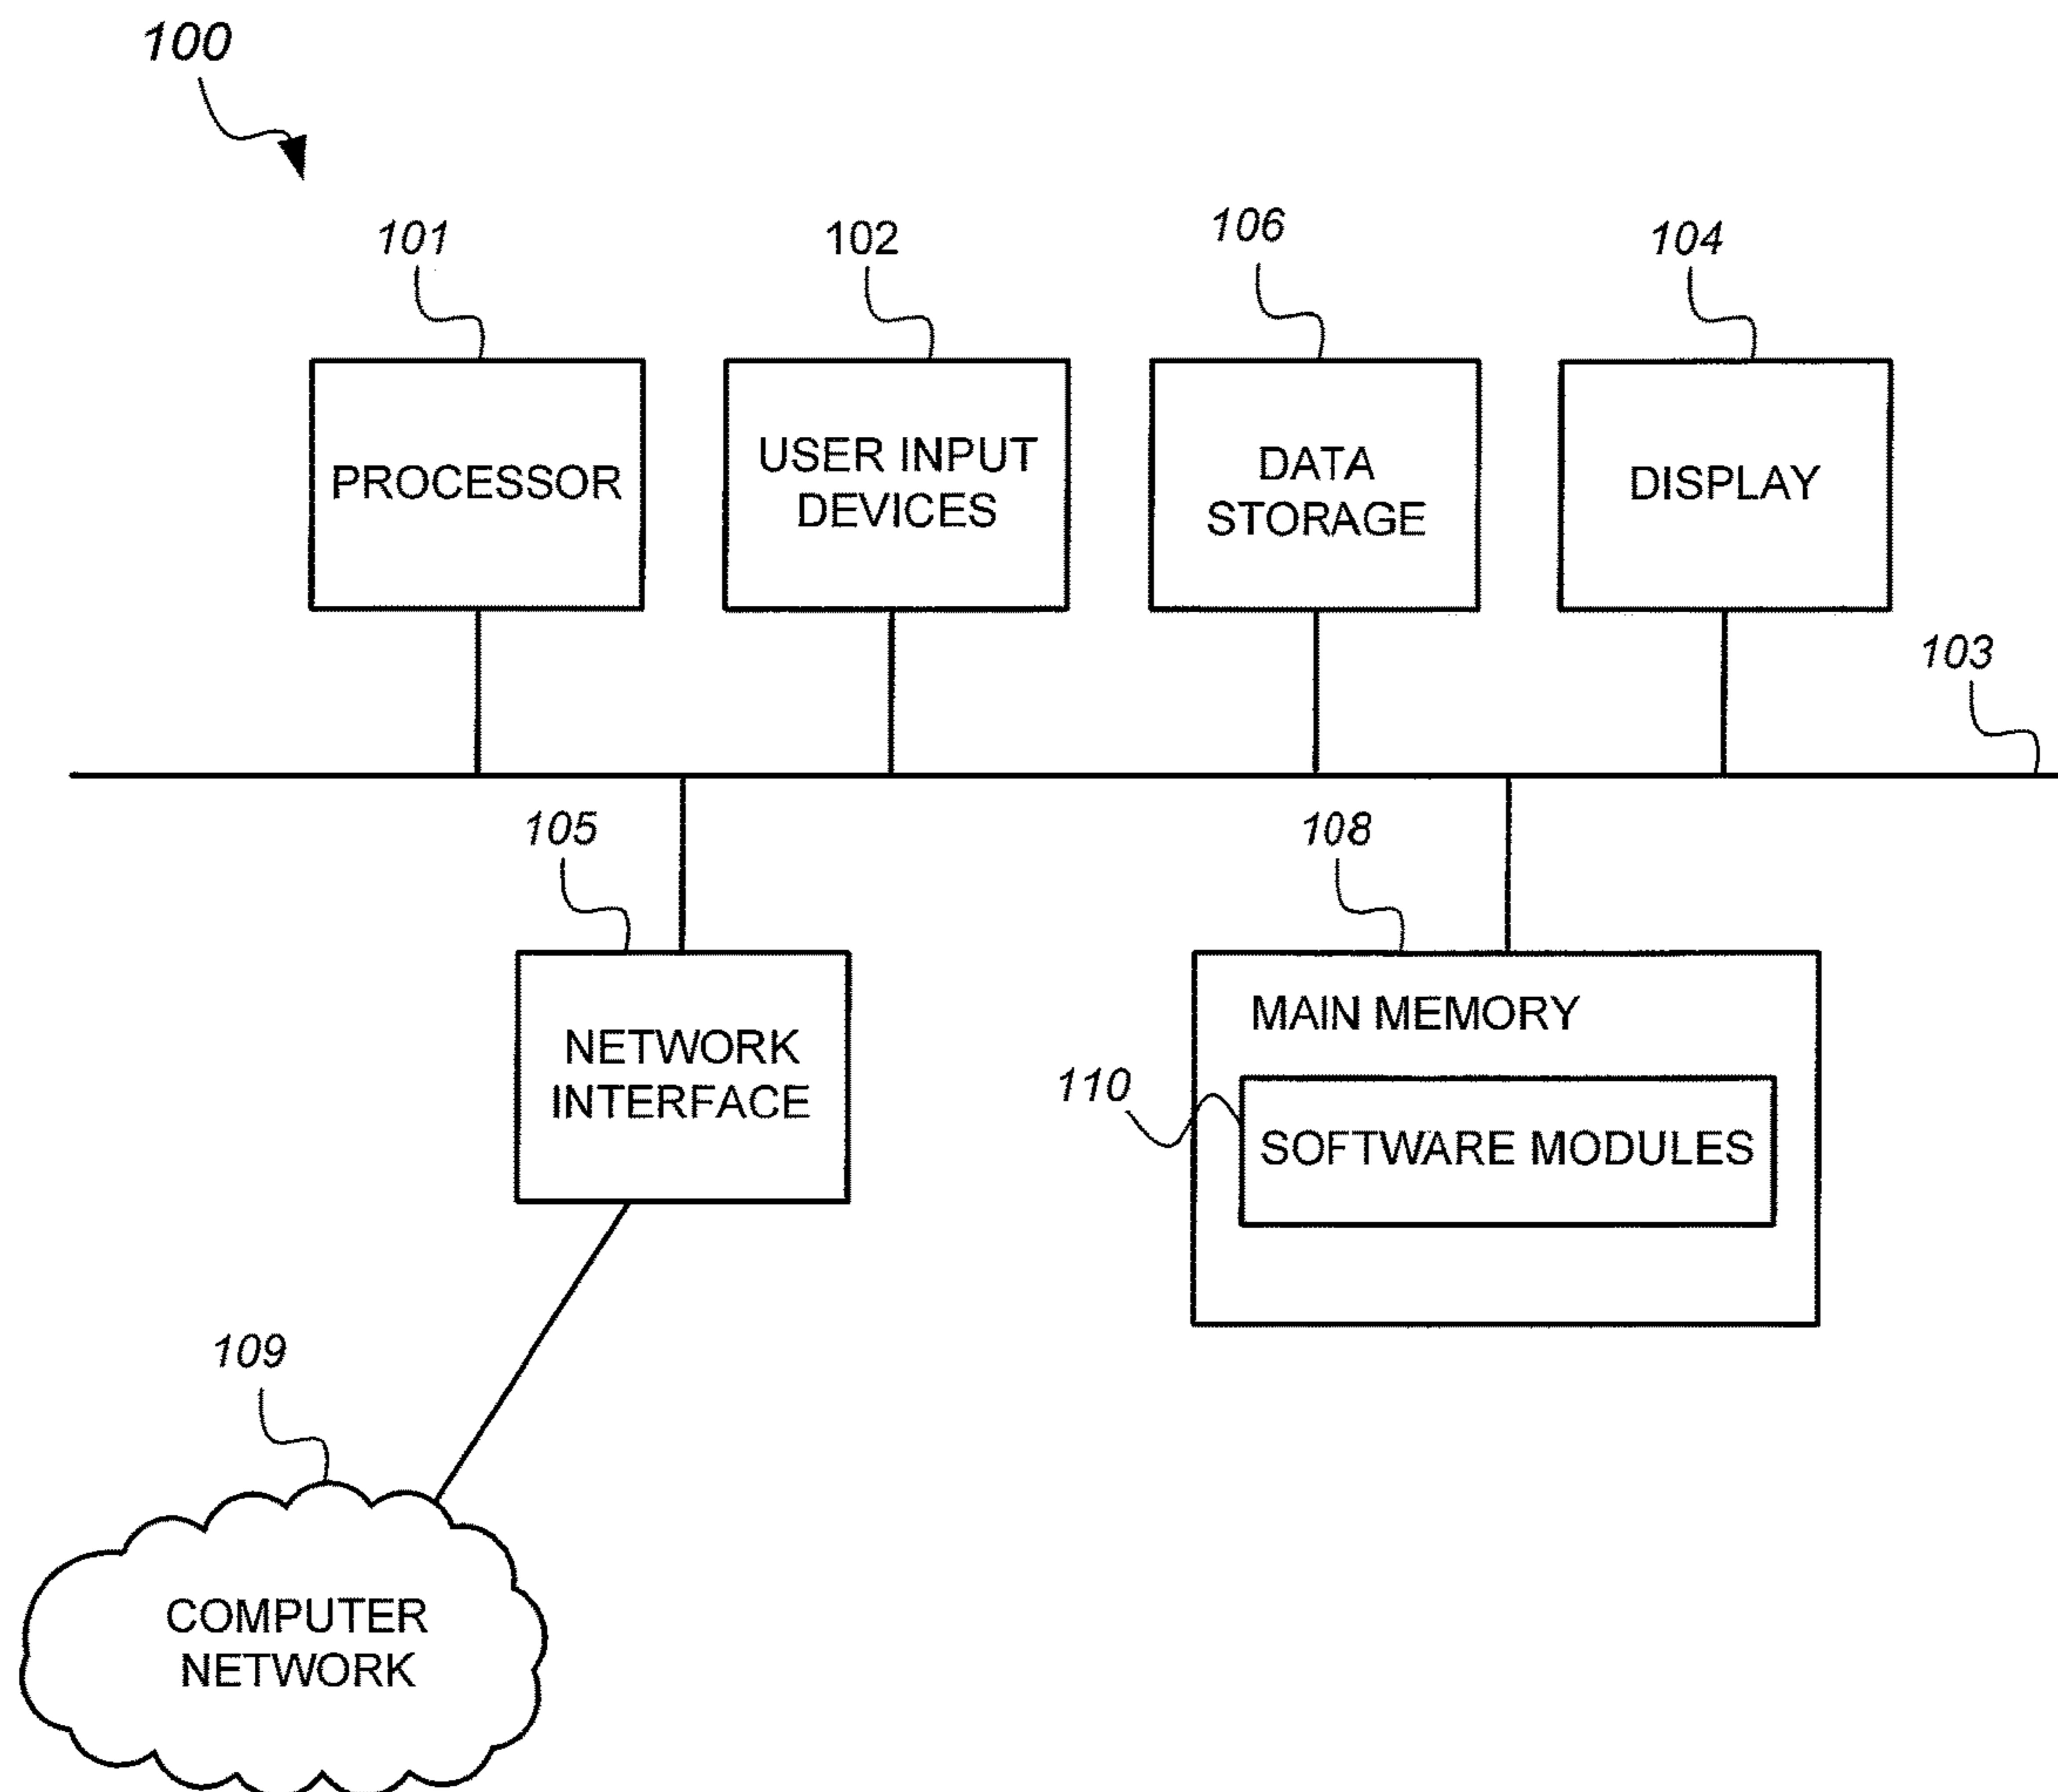 100
101
102
106
104
PROCESSOR
USER INPUT
DEVICES
DATA
STORAGE
DISPLAY
103
105
108
NETWORK
INTERFACE
MAIN MEMORY
110
SOFTWARE MODULES
109
COMPUTER
NETWORK